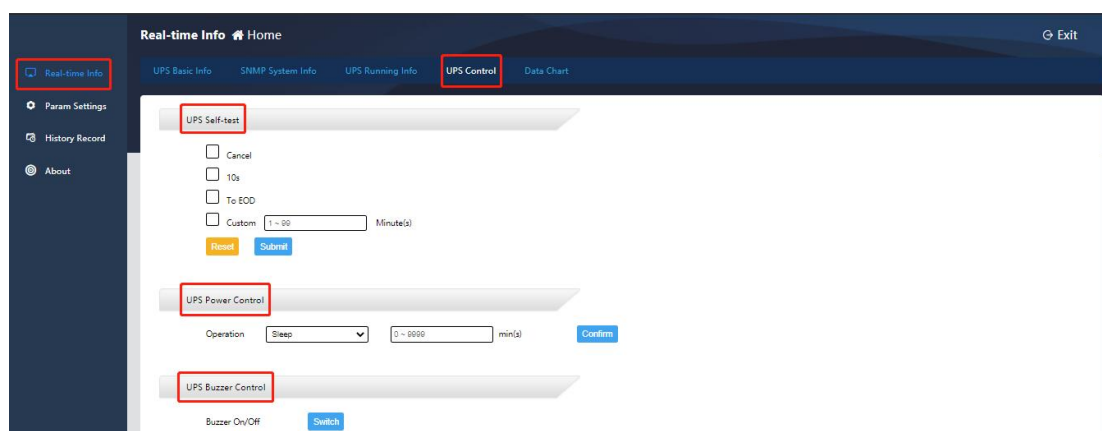 Real-time Info Home Exit
Real-time Info
Param Settings
History Record
About
UPS Basic Info SNMP System Info UPS Running Info UPS Control Data Chart
UPS Self-test
Cancel
10s
To EOD
Custom 1 ~ 99 Minute(s)
Reset Submit
UPS Power Control
Operation Sleep 0 ~ 9999 min(s) Confirm
UPS Buzzer Control
Buzzer On/Off Switch